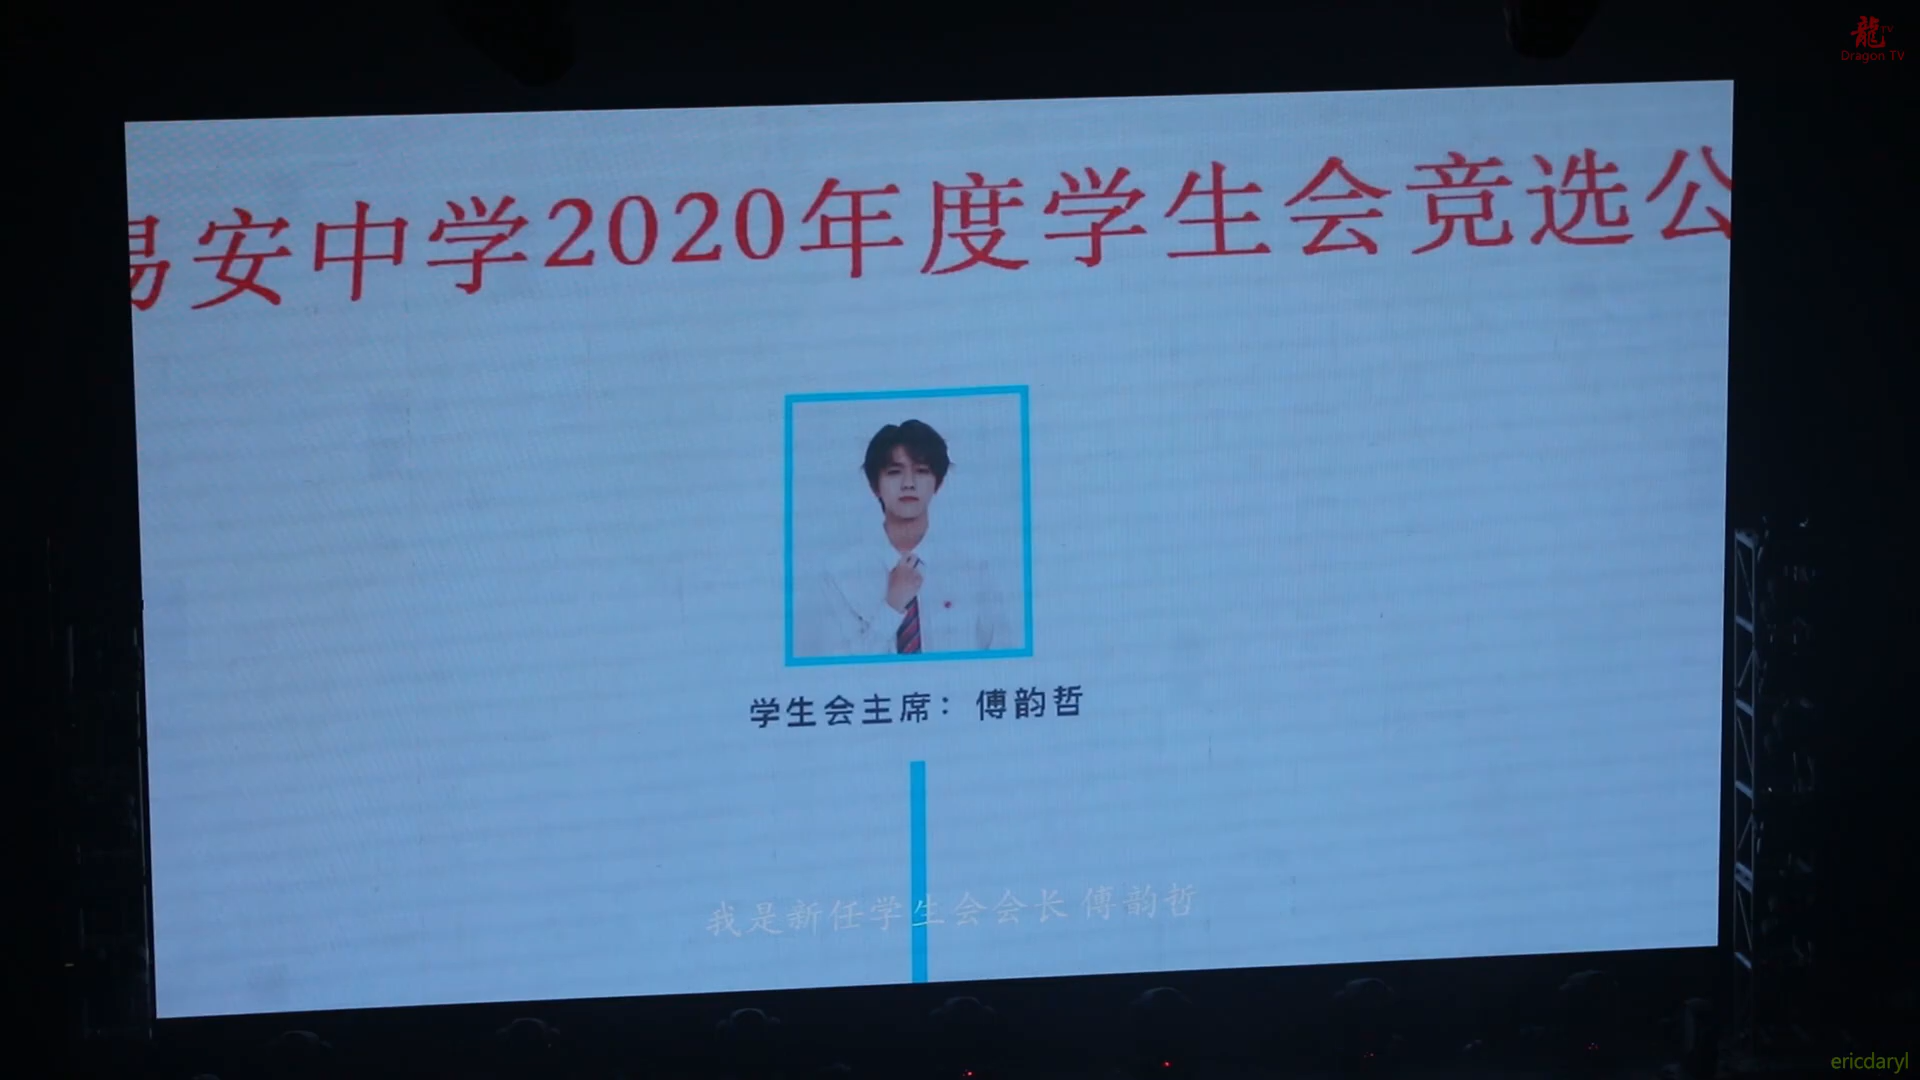 龍TV
Dragon TV
易安中学2020年度学生会竞选公
学生会主席：傅韵哲
我是新任学生会会长 傅韵哲
ericdaryl